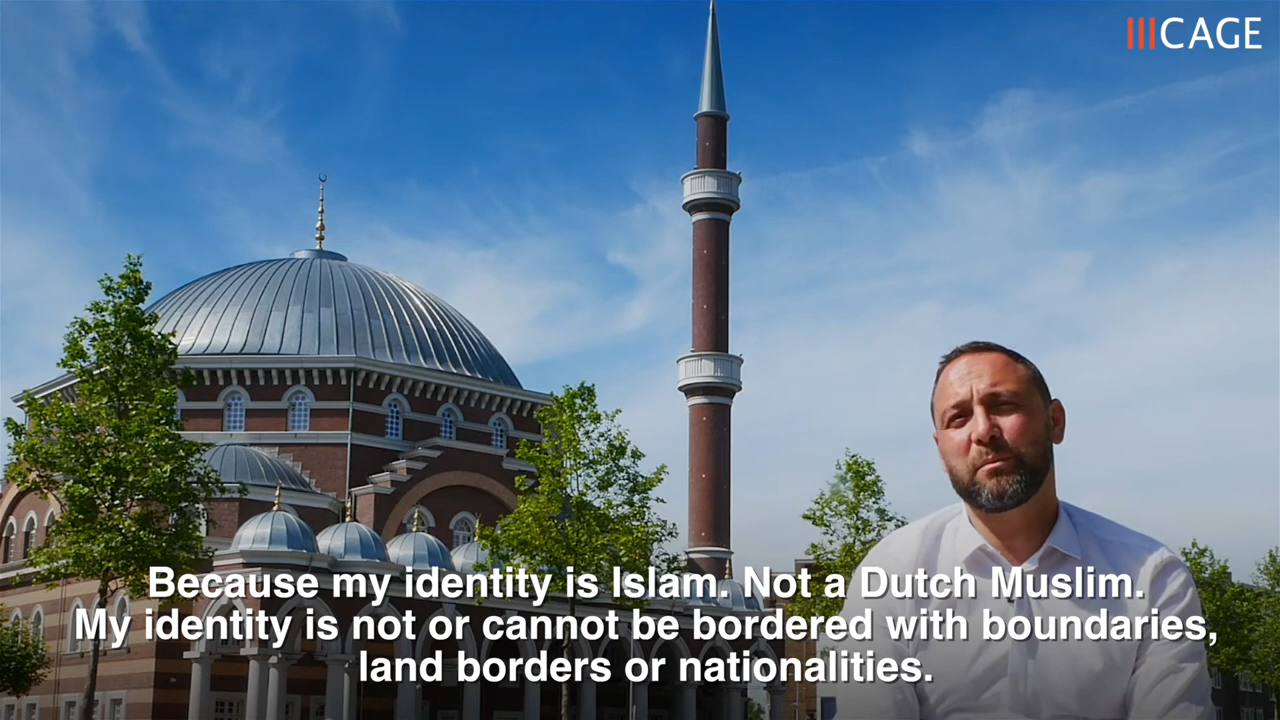 CAGE
Because my identity is Islam. Not a Dutch Muslim.
My identity is not or cannot be bordered with boundaries,
land borders or nationalities.